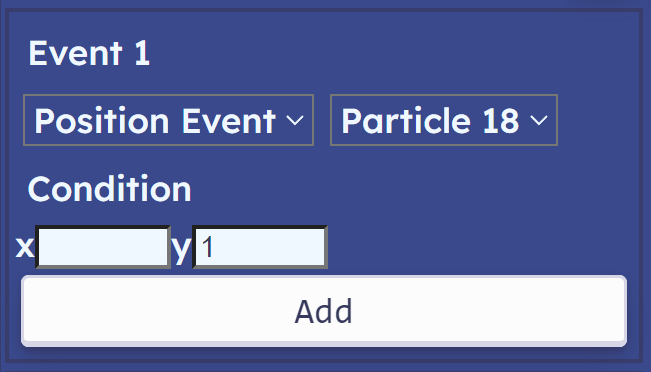 Event 1
Position Event Particle 18
Condition
x y 1
Add